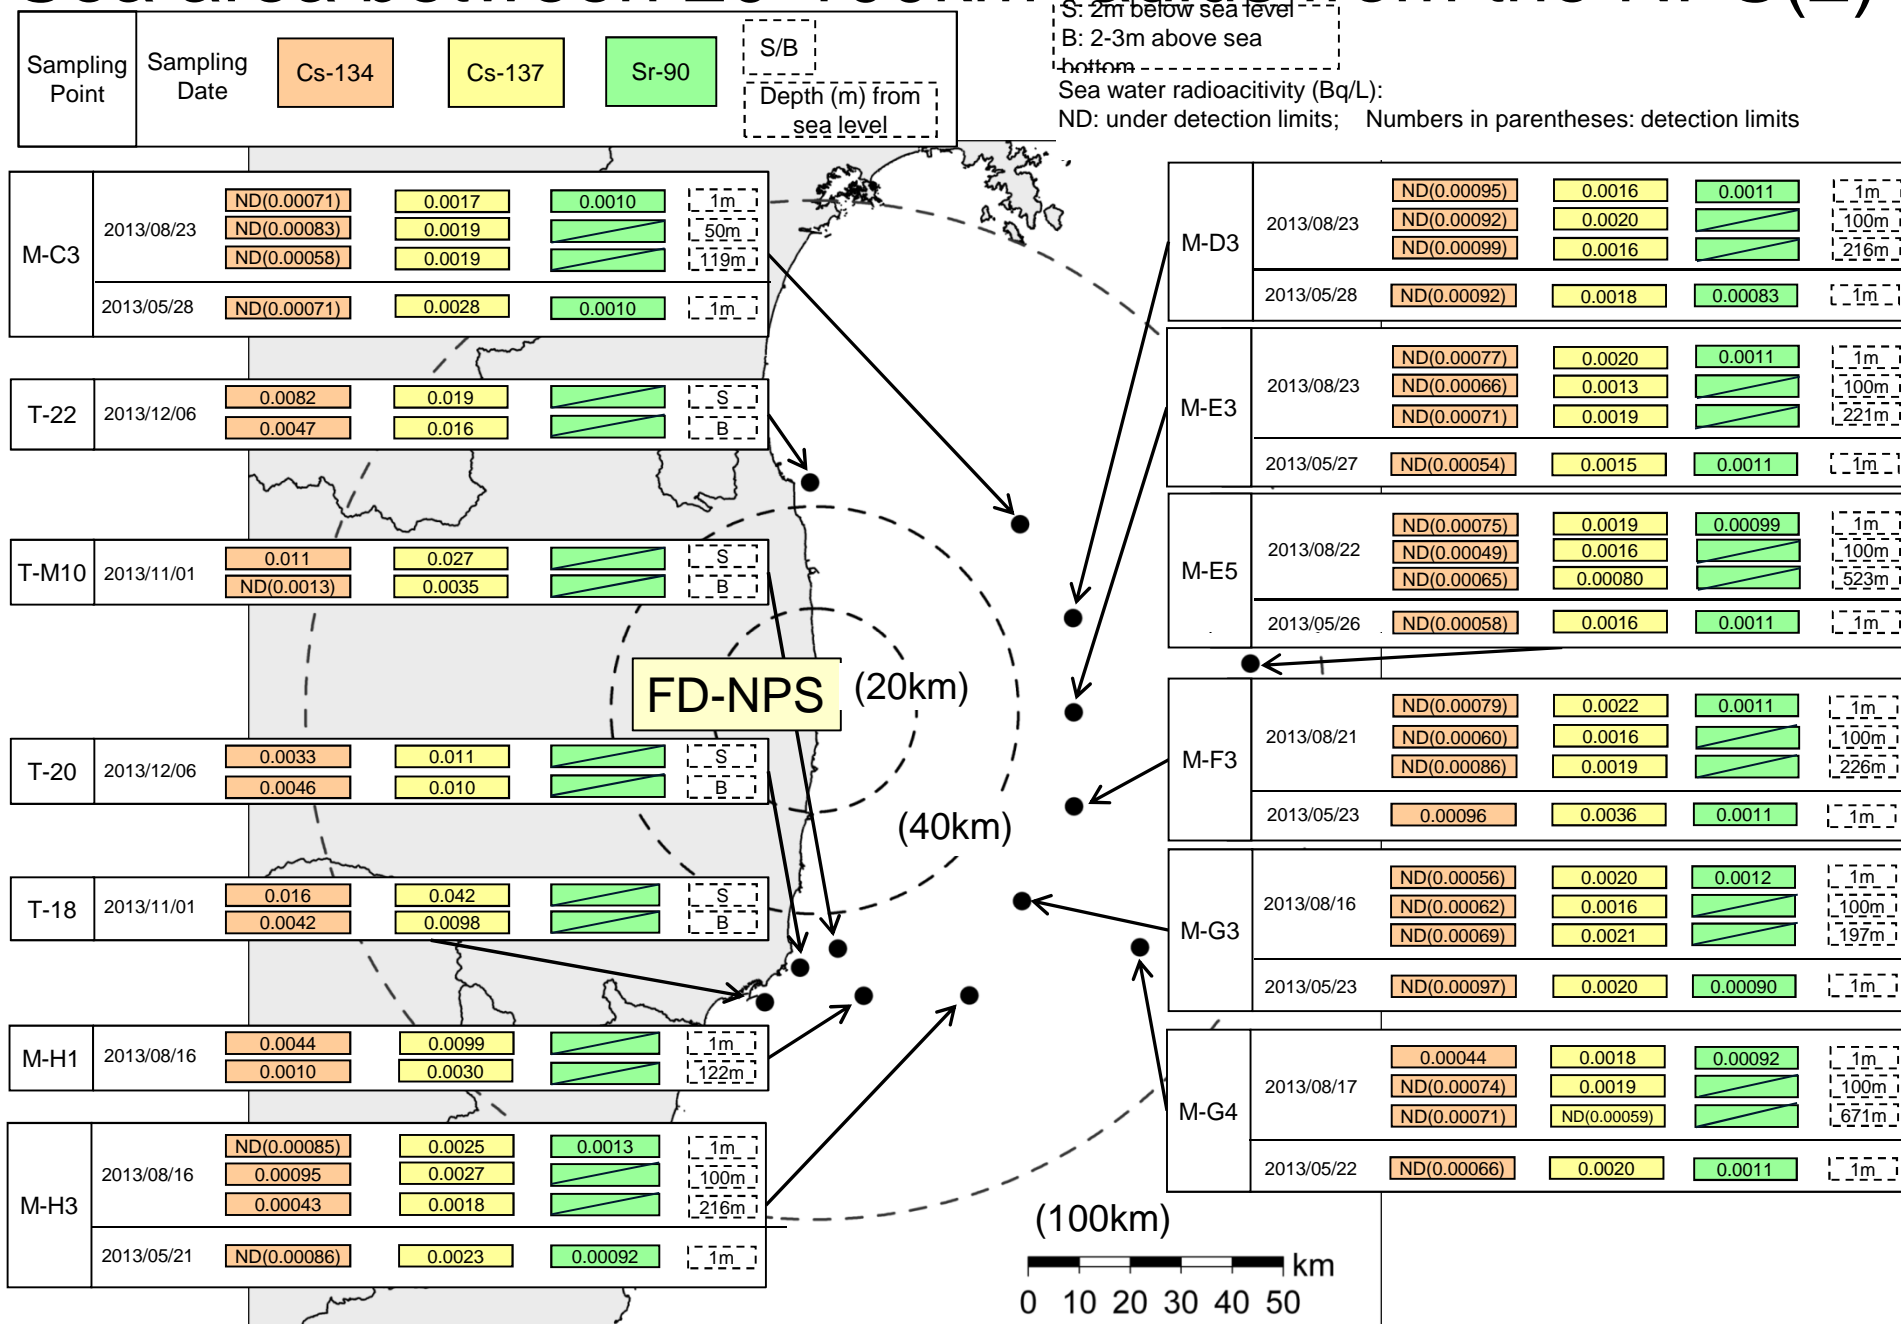 Sampling Point
Sampling Date
Cs-134
Cs-137
Sr-90
S/B
Depth (m) from sea level
S: 2m below sea level
B: 2-3m above sea
bottom
Sea water radioacitivity (Bq/L):
ND: under detection limits; Numbers in parentheses: detection limits
M-C3
2013/08/23
ND(0.00071) 0.0017 0.0010 1m
ND(0.00083) 0.0019 50m
ND(0.00058) 0.0019 119m
2013/05/28 ND(0.00071) 0.0028 0.0010 1m
T-22 2013/12/06
0.0082 0.019 S
0.0047 0.016 B
T-M10 2013/11/01
0.011 0.027 S
ND(0.0013) 0.0035 B
T-20 2013/12/06
0.0033 0.011 S
0.0046 0.010 B
T-18 2013/11/01
0.016 0.042 S
0.0042 0.0098 B
M-H1 2013/08/16
0.0044 0.0099 1m
0.0010 0.0030 122m
M-H3
2013/08/16
ND(0.00085) 0.0025 0.0013 1m
0.00095 0.0027 100m
0.00043 0.0018 216m
2013/05/21 ND(0.00086) 0.0023 0.00092 1m
M-D3
2013/08/23
ND(0.00095) 0.0016 0.0011 1m
ND(0.00092) 0.0020 100m
ND(0.00099) 0.0016 216m
2013/05/28 ND(0.00092) 0.0018 0.00083 1m
M-E3
2013/08/23
ND(0.00077) 0.0020 0.0011 1m
ND(0.00066) 0.0013 100m
ND(0.00071) 0.0019 221m
2013/05/27 ND(0.00054) 0.0015 0.0011 1m
M-E5
2013/08/22
ND(0.00075) 0.0019 0.00099 1m
ND(0.00049) 0.0016 100m
ND(0.00065) 0.00080 523m
2013/05/26 ND(0.00058) 0.0016 0.0011 1m
M-F3
2013/08/21
ND(0.00079) 0.0022 0.0011 1m
ND(0.00060) 0.0016 100m
ND(0.00086) 0.0019 226m
2013/05/23 0.00096 0.0036 0.0011 1m
M-G3
2013/08/16
ND(0.00056) 0.0020 0.0012 1m
ND(0.00062) 0.0016 100m
ND(0.00069) 0.0021 197m
2013/05/23 ND(0.00097) 0.0020 0.00090 1m
M-G4
2013/08/17
0.00044 0.0018 0.00092 1m
ND(0.00074) 0.0019 100m
ND(0.00071) ND(0.00059) 671m
2013/05/22 ND(0.00066) 0.0020 0.0011 1m
FD-NPS
(20km)
(40km)
(100km)
km
0 10 20 30 40 50